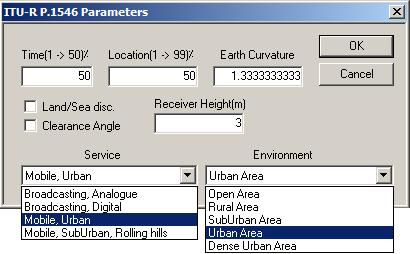 ITU-R P.1546 Parameters
Time(1 -> 50)% Location(1 -> 99)% Earth Curvature OK
50 50 1.3333333333 Cancel
Land/Sea disc. Receiver Height(m)
Clearance Angle 3
Service Environment
Mobile, Urban Urban Area
Broadcasting, Analogue Open Area
Broadcasting, Digital Rural Area
Mobile, Urban SubUrban Area
Mobile, SubUrban, Rolling hills Urban Area
Dense Urban Area